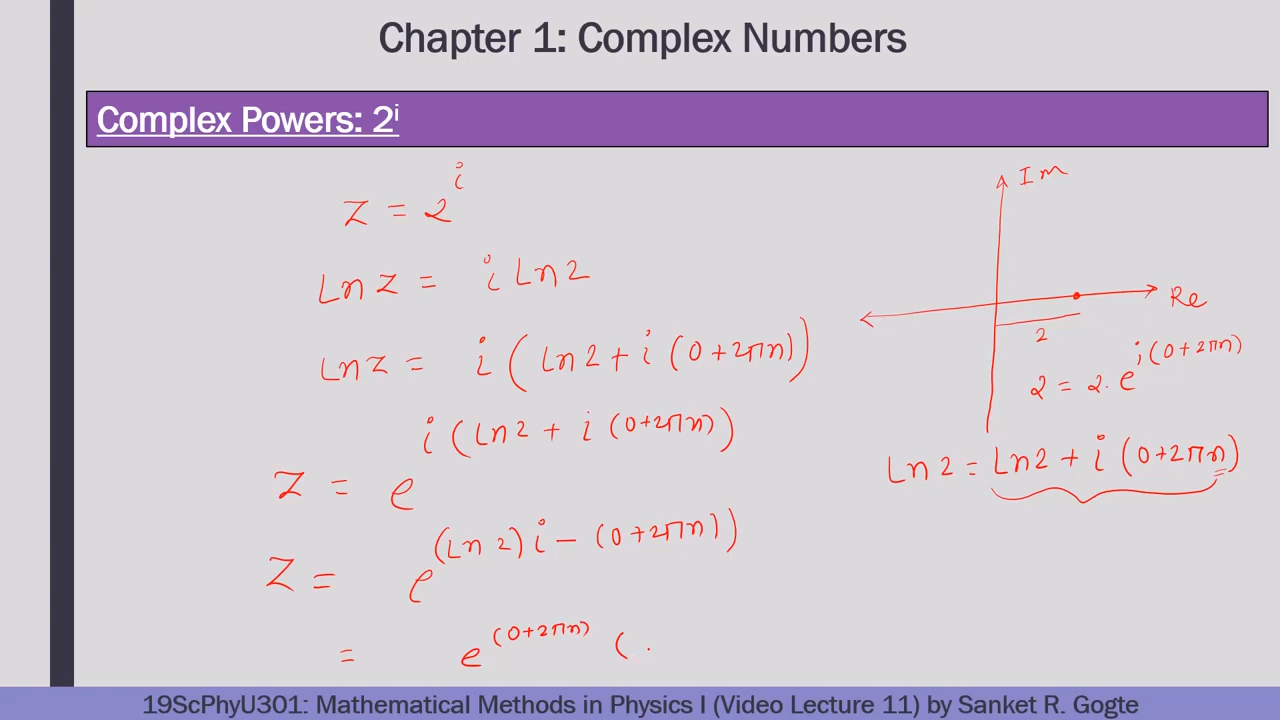 Chapter 1: Complex Numbers
Complex Powers: 2^i
z = 2^i
Ln z = i Ln 2
Ln z = i (Ln 2 + i (0+2πn))
z = e^i(Ln 2 + i (0+2πn))
z = e^(Ln 2)i − (0+2πn))
= e^(0+2πn) (
Im
Re
2
2 = 2. e^i(0+2πn)
Ln 2 = Ln 2 + i (0+2πn)
19ScPhyU301: Mathematical Methods in Physics I (Video Lecture 11) by Sanket R. Gogte